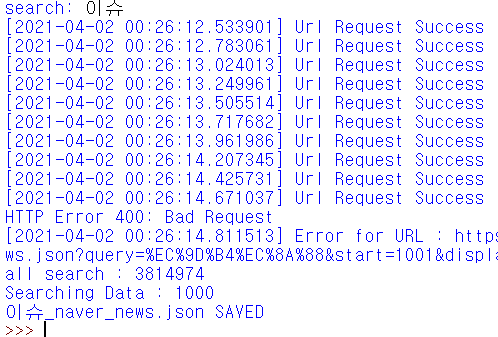 search: 이슈
[2021-04-02 00:26:12.533901] Url Request Success
[2021-04-02 00:26:12.783061] Url Request Success
[2021-04-02 00:26:13.024013] Url Request Success
[2021-04-02 00:26:13.249961] Url Request Success
[2021-04-02 00:26:13.505514] Url Request Success
[2021-04-02 00:26:13.717682] Url Request Success
[2021-04-02 00:26:13.961986] Url Request Success
[2021-04-02 00:26:14.207345] Url Request Success
[2021-04-02 00:26:14.425731] Url Request Success
[2021-04-02 00:26:14.671037] Url Request Success
HTTP Error 400: Bad Request
[2021-04-02 00:26:14.811513] Error for URL : https
ws.json?query=%EC%9D%B4%EC%8A%88&start=1001&displa
all search : 3814974
Searching Data : 1000
이슈_naver_news.json SAVED
>>>